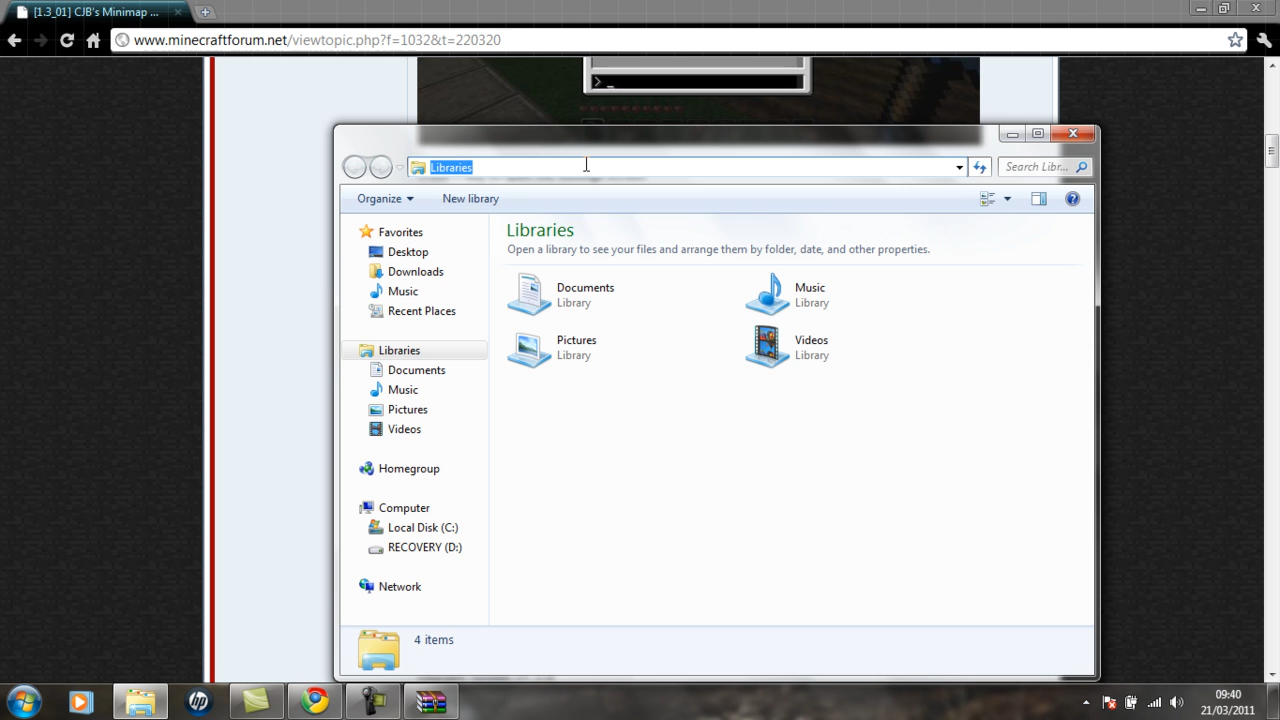 [1.3_01] CJB's Minimap ...
www.minecraftforum.net/viewtopic.php?f=1032&t=220320
>_
Libraries
Search Libr...
Organize
New library
Favorites
Desktop
Downloads
Music
Recent Places
Libraries
Documents
Music
Pictures
Videos
Homegroup
Computer
Local Disk (C:)
RECOVERY (D:)
Network
Libraries
Open a library to see your files and arrange them by folder, date, and other properties.
Documents
Library
Music
Library
Pictures
Library
Videos
Library
4 items
hp
09:40
21/03/2011